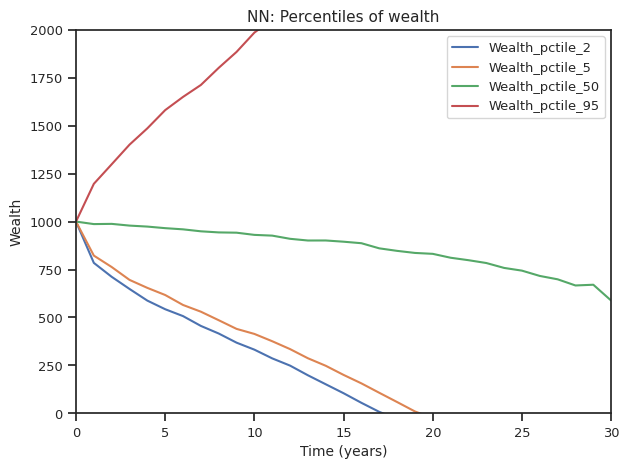 NN: Percentiles of wealth
Wealth_pctile_2
Wealth_pctile_5
Wealth_pctile_50
Wealth_pctile_95
Wealth
2000
1750
1500
1250
1000
750
500
250
0
0 5 10 15 20 25 30
Time (years)